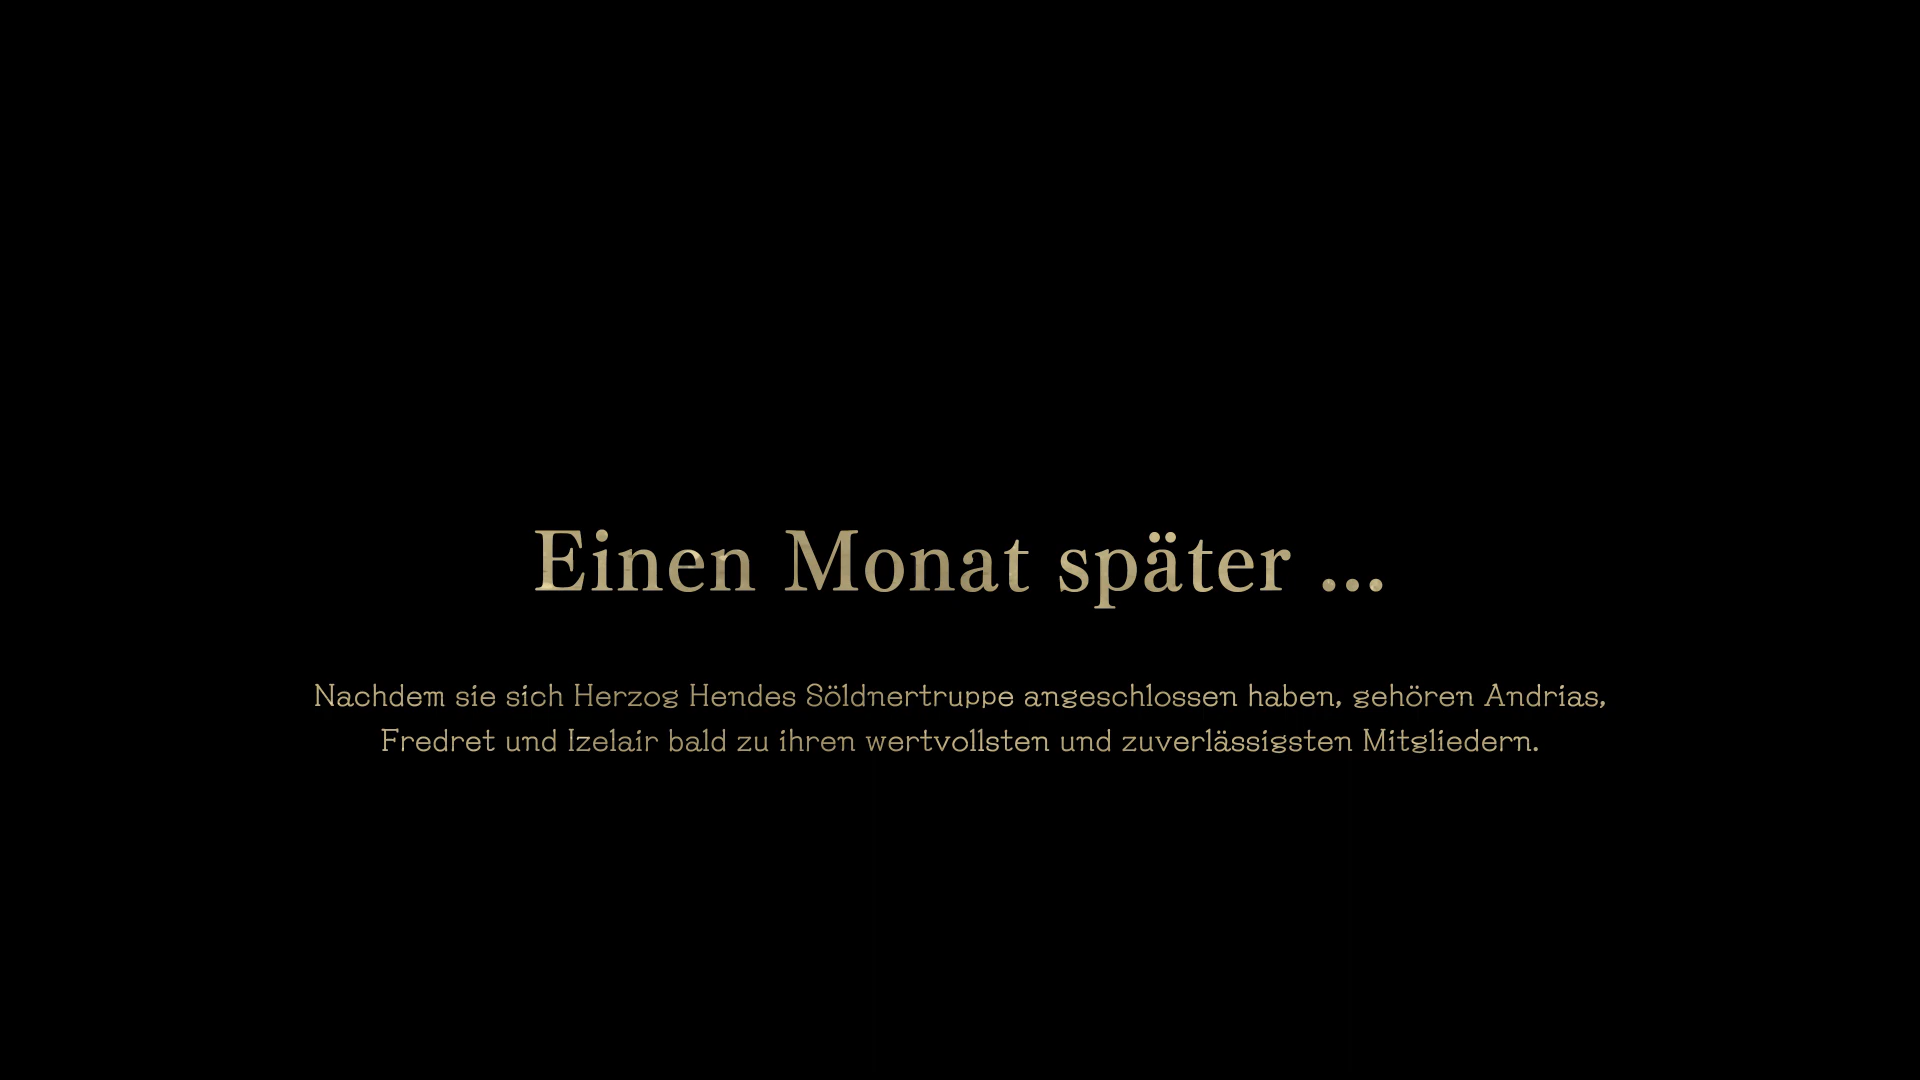 Einen Monat später ...
Nachdem sie sich Herzog Hendes Söldnertruppe angeschlossen haben, gehören Andrias,
Fredret und Izelair bald zu ihren wertvollsten und zuverlässigsten Mitgliedern.